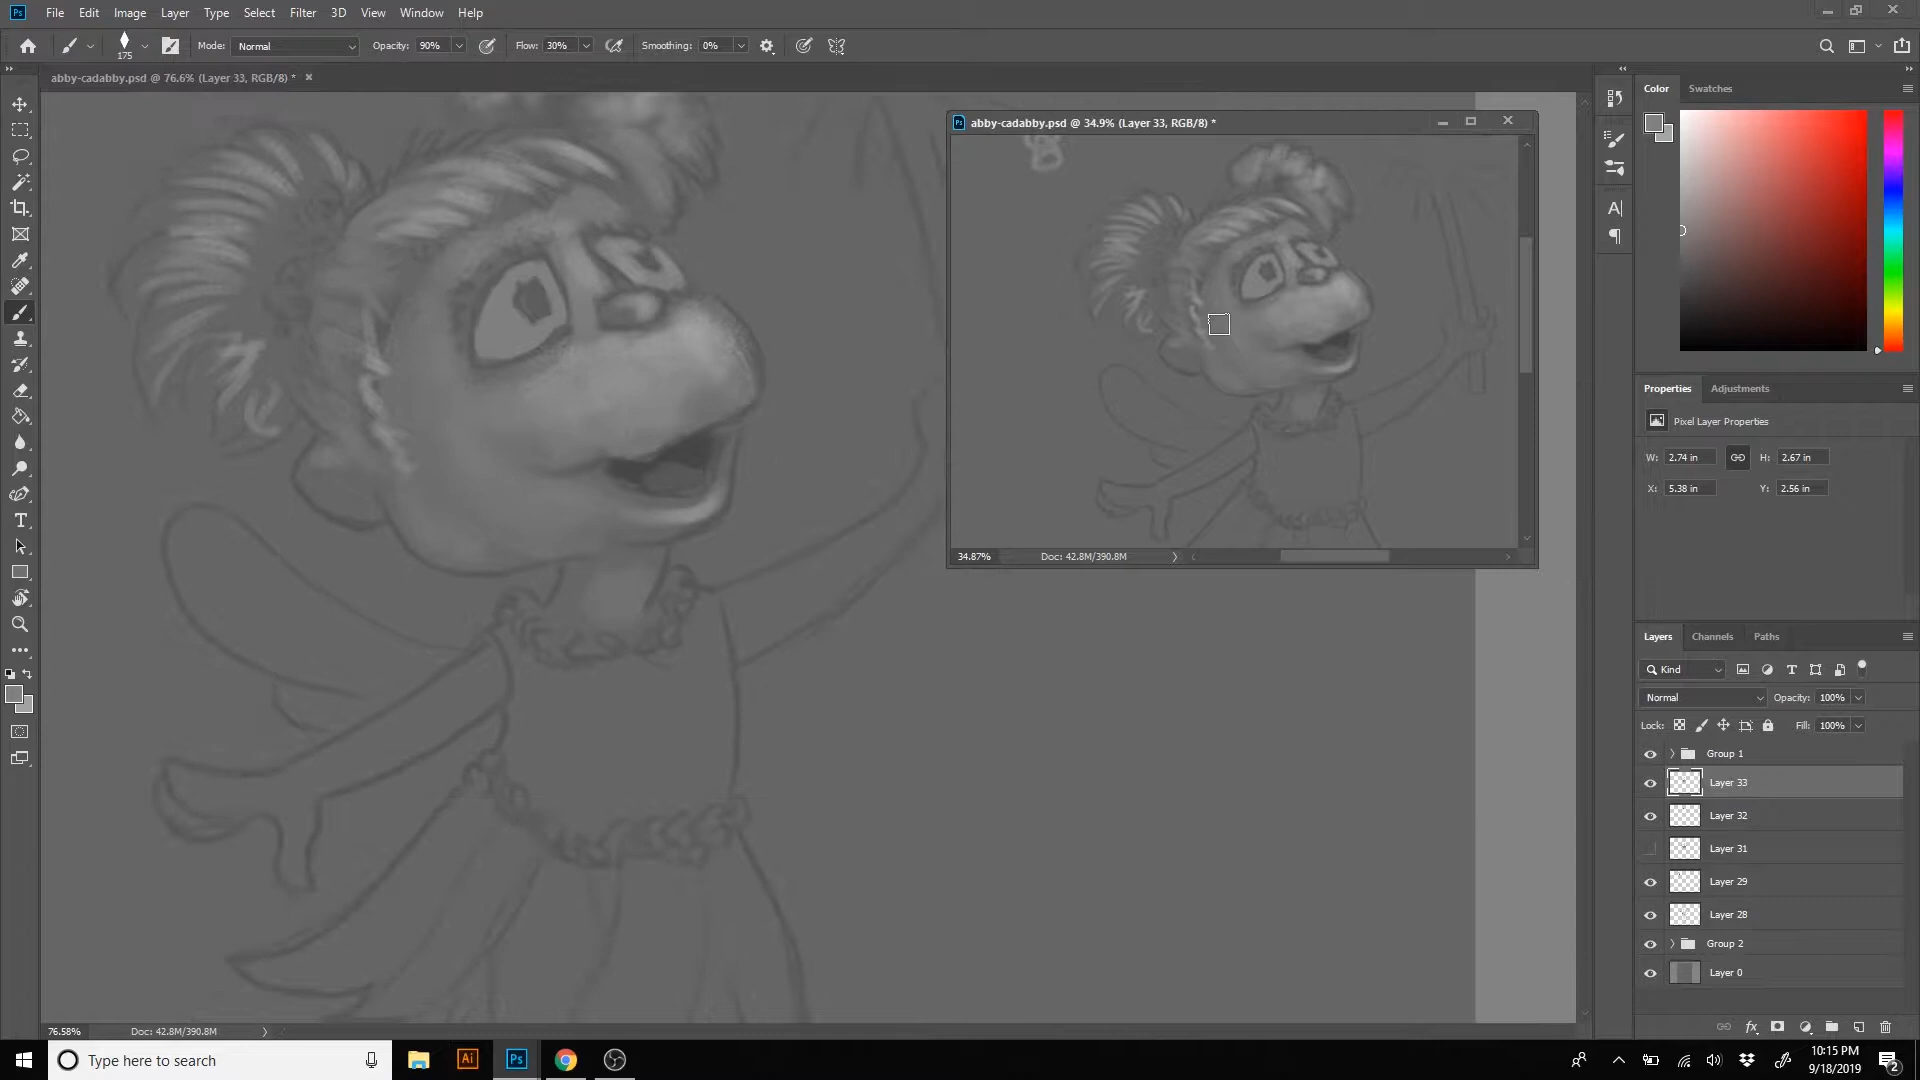 Ps File Edit Image Layer Type Select Filter 3D View Window Help
175 Mode: Normal Opacity: 90% Flow: 30% Smoothing: 0%
abby-cadabby.psd @ 76.6% (Layer 33, RGB/8) *
Ps abby-cadabby.psd @ 34.9% (Layer 33, RGB/8) *
34.87% Doc: 42.8M/390.8M
Color Swatches
Properties Adjustments
Pixel Layer Properties
W: 2.74 in H: 2.67 in
X: 5.38 in Y: 2.56 in
Layers Channels Paths
Kind
Normal Opacity: 100%
Lock: Fill: 100%
Group 1
Layer 33
Layer 32
Layer 31
Layer 29
Layer 28
Group 2
Layer 0
76.58% Doc: 42.8M/390.8M
Type here to search
Ai
Ps
10:15 PM
9/18/2019
2